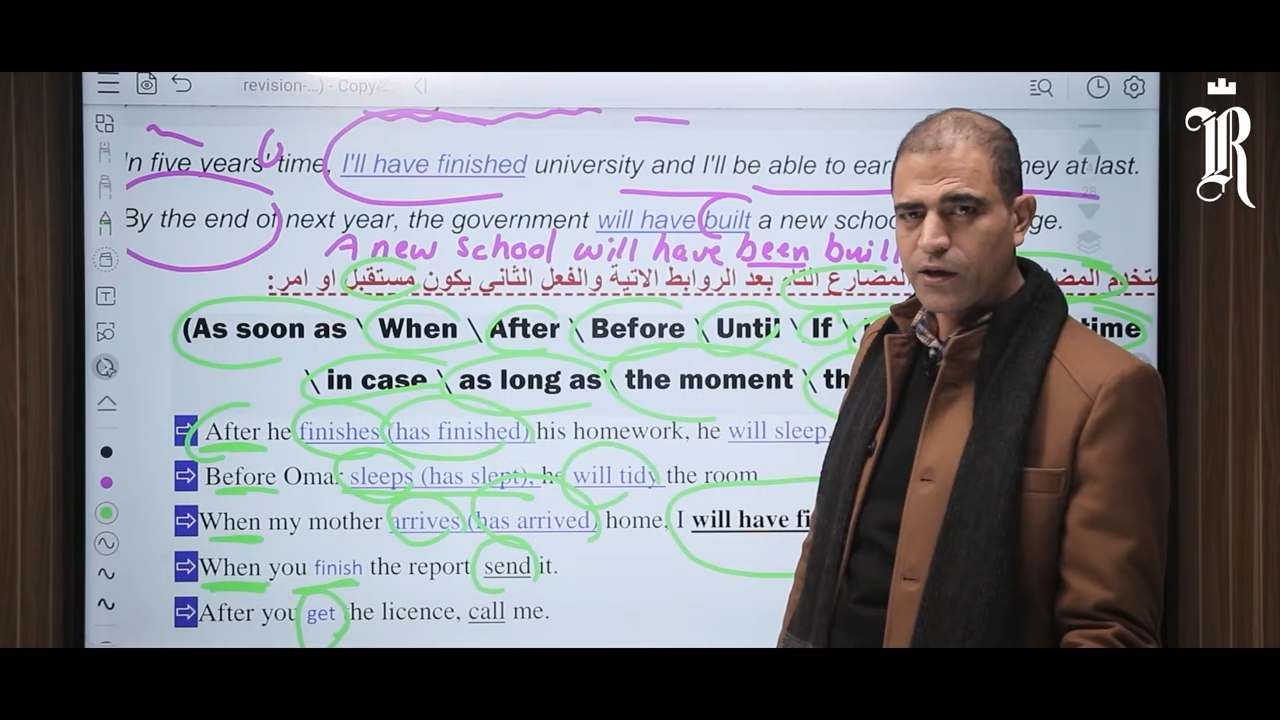 revision-...) - Copy
In five years' time, I'll have finished university and I'll be able to ear ney at last.
By the end of next year, the government will have built a new schoo ge.
A new school will have been buil
المضارع التام بعد الروابط الاتية والفعل الثاني يكون مستقبل او امر:
(As soon as \ When \ After \ Before \ Until \ If \ time
\ in case \ as long as \ the moment \ th
After he finishes (has finished) his homework, he will sleep.
Before Omar sleeps (has slept), he will tidy the room
When my mother arrives (has arrived) home, I will have fi
When you finish the report send it.
After you get the licence, call me.
R